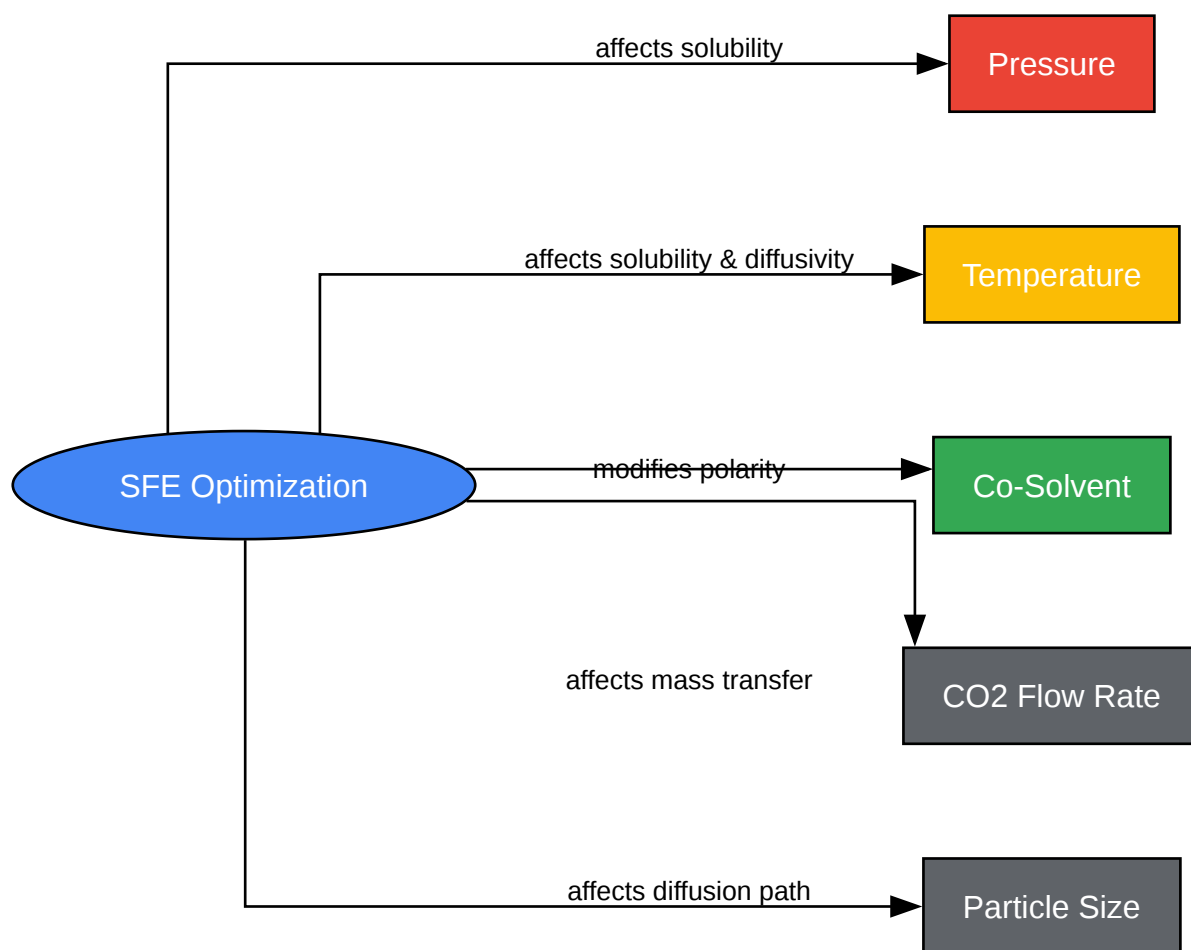 affects solubility
Pressure
affects solubility & diffusivity
Temperature
modifies polarity
Co-Solvent
SFE Optimization
affects mass transfer
CO2 Flow Rate
affects diffusion path
Particle Size